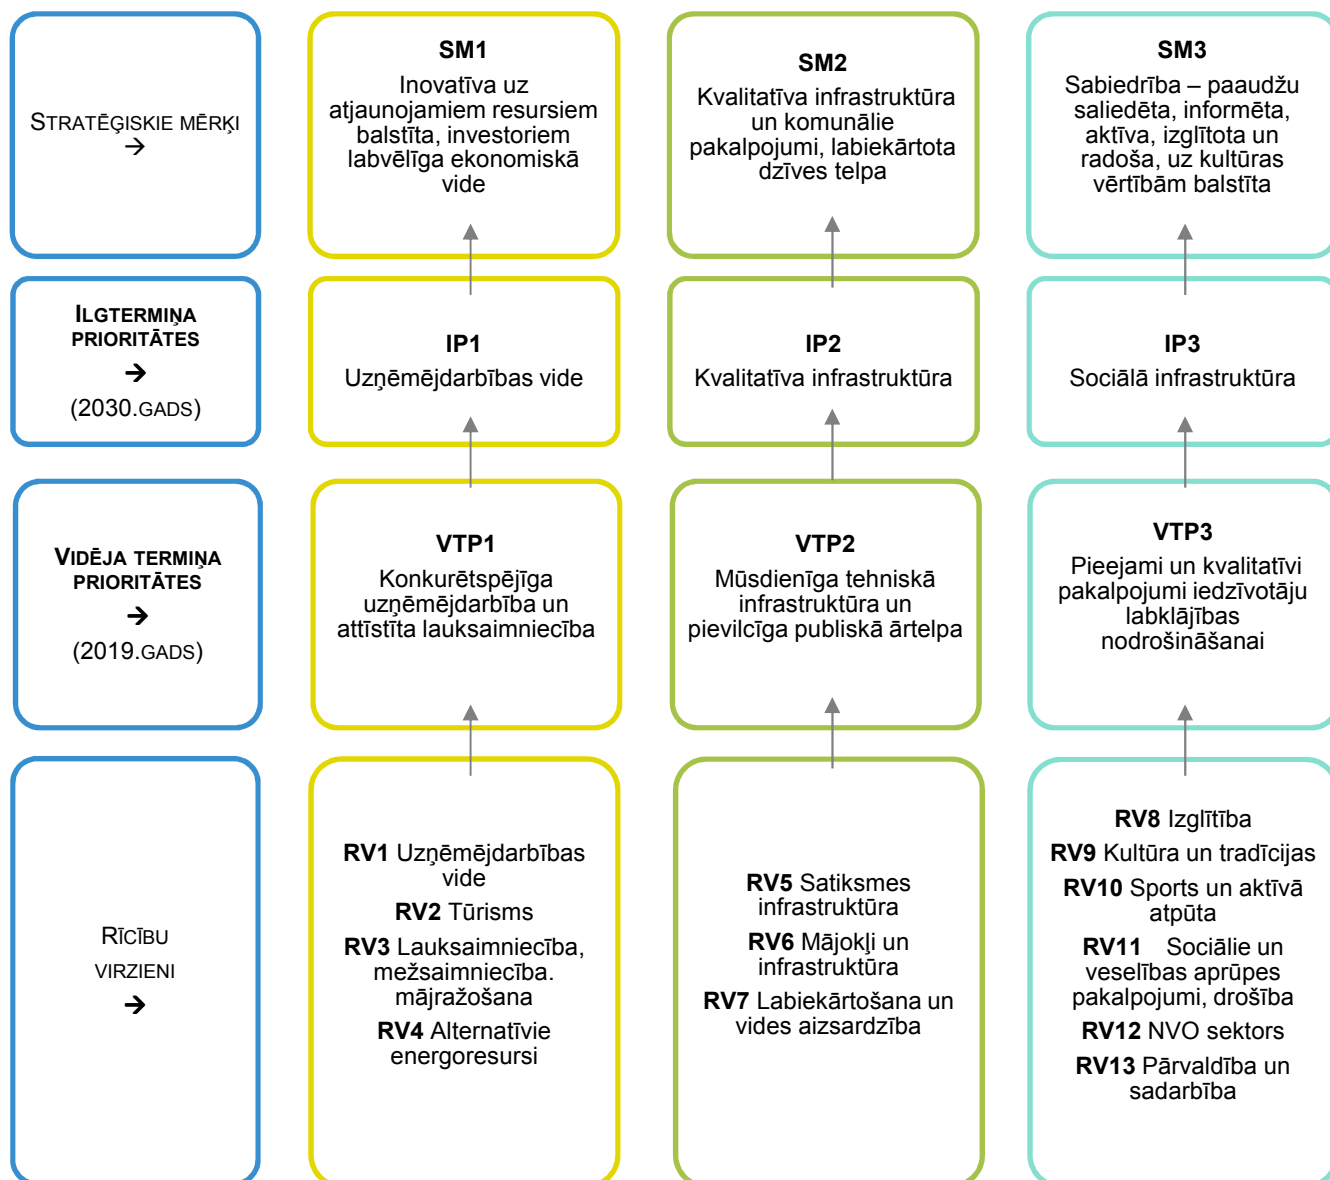 STRATĒĢISKIE MĒRĶI
→
SM1
Inovatīva uz
atjaunojamiem resursiem
balstīta, investoriem
labvēlīga ekonomiskā
vide
SM2
Kvalitatīva infrastruktūra
un komunālie
pakalpojumi, labiekārtota
dzīves telpa
SM3
Sabiedrība – paaudžu
saliedēta, informēta,
aktīva, izglītota un
radoša, uz kultūras
vērtībām balstīta
ILGTERMIŅA
PRIORITĀTES
→
(2030.GADS)
IP1
Uzņēmējdarbības vide
IP2
Kvalitatīva infrastruktūra
IP3
Sociālā infrastruktūra
VIDĒJA TERMIŅA
PRIORITĀTES
→
(2019.GADS)
VTP1
Konkurētspējīga
uzņēmējdarbība un
attīstīta lauksaimniecība
VTP2
Mūsdienīga tehniskā
infrastruktūra un
pievilcīga publiskā ārtelpa
VTP3
Pieejami un kvalitatīvi
pakalpojumi iedzīvotāju
labklājības
nodrošināšanai
RĪCĪBU
VIRZIENI
→
RV1 Uzņēmējdarbības
vide
RV2 Tūrisms
RV3 Lauksaimniecība,
mežsaimniecība.
mājražošana
RV4 Alternatīvie
energoresursi
RV5 Satiksmes
infrastruktūra
RV6 Mājokļi un
infrastruktūra
RV7 Labiekārtošana un
vides aizsardzība
RV8 Izglītība
RV9 Kultūra un tradīcijas
RV10 Sports un aktīvā
atpūta
RV11 Sociālie un
veselības aprūpes
pakalpojumi, drošība
RV12 NVO sektors
RV13 Pārvaldība un
sadarbība